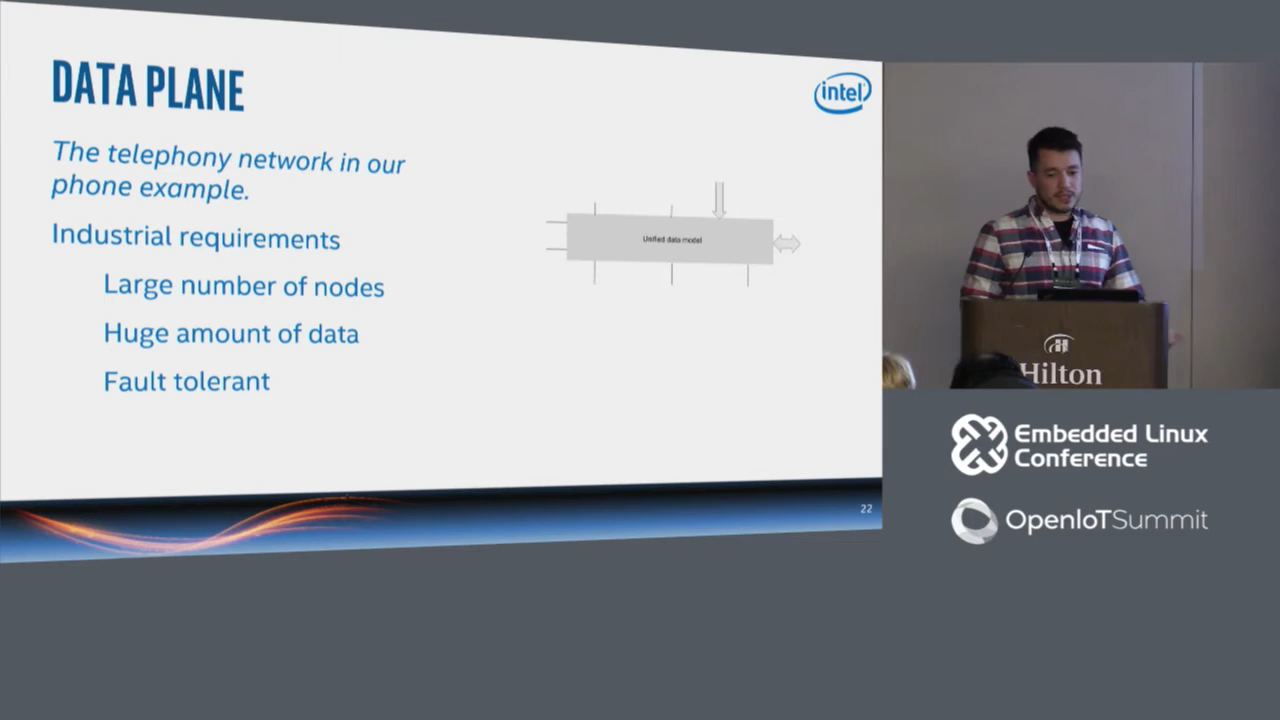 DATA PLANE
intel
The telephony network in our
phone example.
Industrial requirements
Large number of nodes
Huge amount of data
Fault tolerant
Unified data model
22
Hilton
Embedded Linux
Conference
OpenIoTSummit